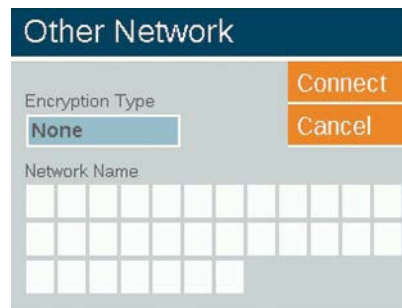 Other Network
Connect
Encryption Type
Cancel
None
Network Name